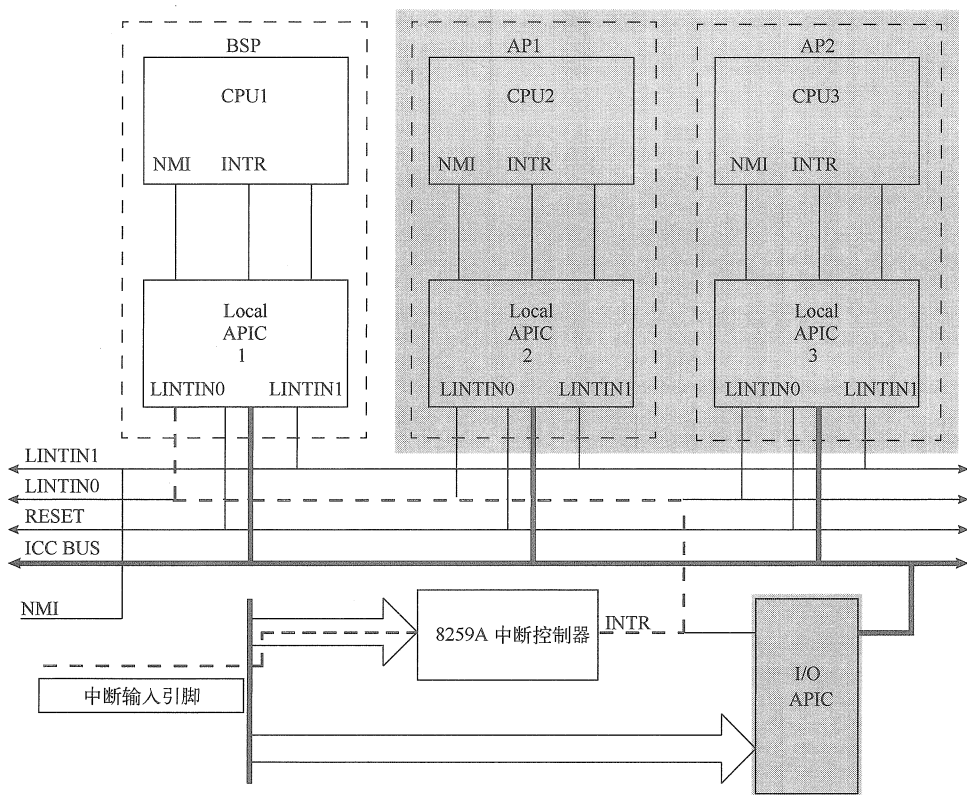 BSP
CPU1
NMI INTR
Local
APIC
1
LINTIN0 LINTIN1
AP1
CPU2
NMI INTR
Local
APIC
2
LINTIN0 LINTIN1
AP2
CPU3
NMI INTR
Local
APIC
3
LINTIN0 LINTIN1
LINTIN1
LINTIN0
RESET
ICC BUS
NMI
8259A 中断控制器
INTR
中断输入引脚
I/O
APIC